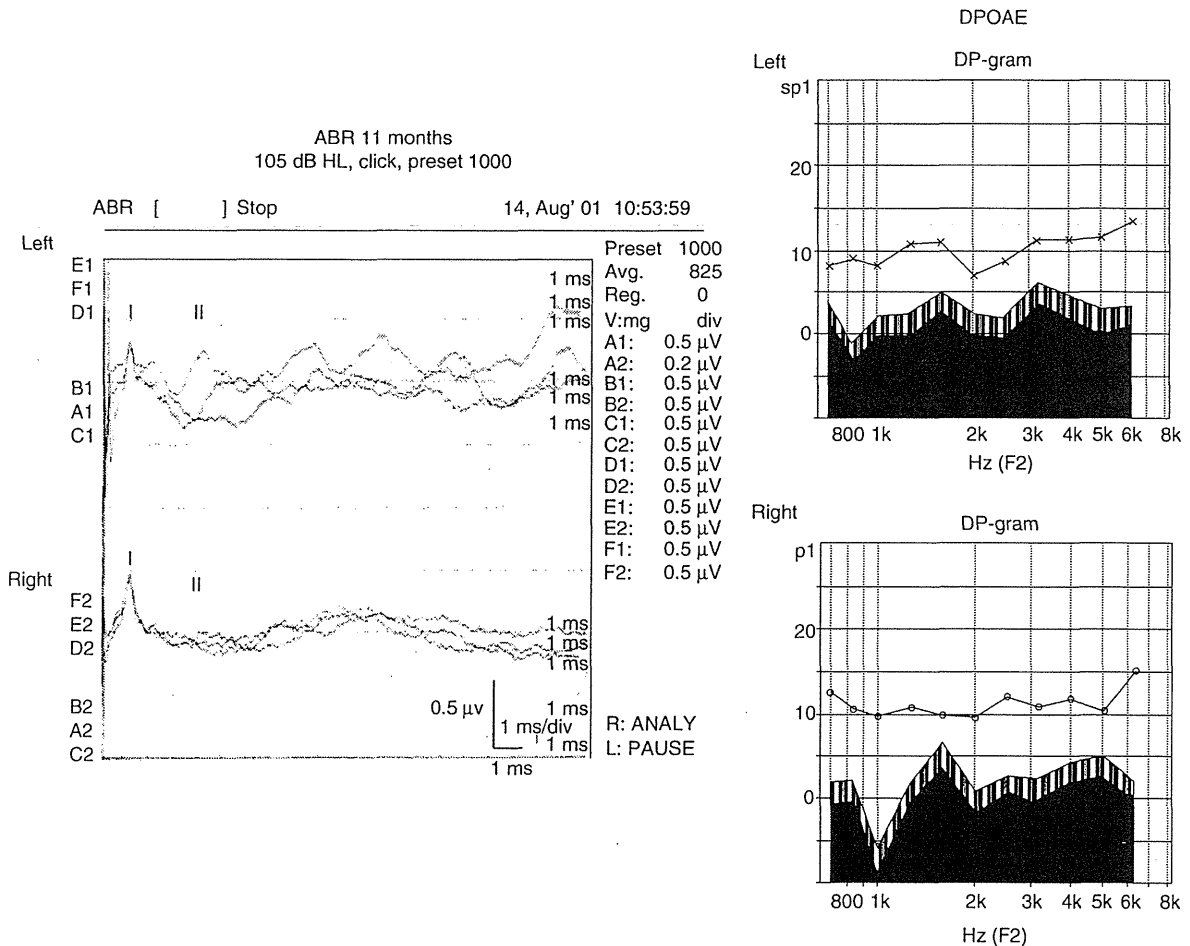 ABR 11 months
105 dB HL, click, preset 1000
ABR [ ] Stop 14, Aug' 01 10:53:59
Left
E1
F1
D1
B1
A1
C1
I II
1 ms
1 ms
1 ms
1 ms
1 ms
1 ms
Right
F2
E2
D2
B2
A2
C2
I
II
1 ms
1 ms
1 ms
1 ms
1 ms
0.5 μv
1 ms/div
1 ms
Preset 1000
Avg. 825
Reg. 0
V:mg div
A1: 0.5 μV
A2: 0.2 μV
B1: 0.5 μV
B2: 0.5 μV
C1: 0.5 μV
C2: 0.5 μV
D1: 0.5 μV
D2: 0.5 μV
E1: 0.5 μV
E2: 0.5 μV
F1: 0.5 μV
F2: 0.5 μV
R: ANALY
L: PAUSE
DPOAE
Left DP-gram
sp1
20
10
0
800 1k 2k 3k 4k 5k 6k 8k
Hz (F2)
Right DP-gram
p1
20
10
0
800 1k 2k 3k 4k 5k 6k 8k
Hz (F2)